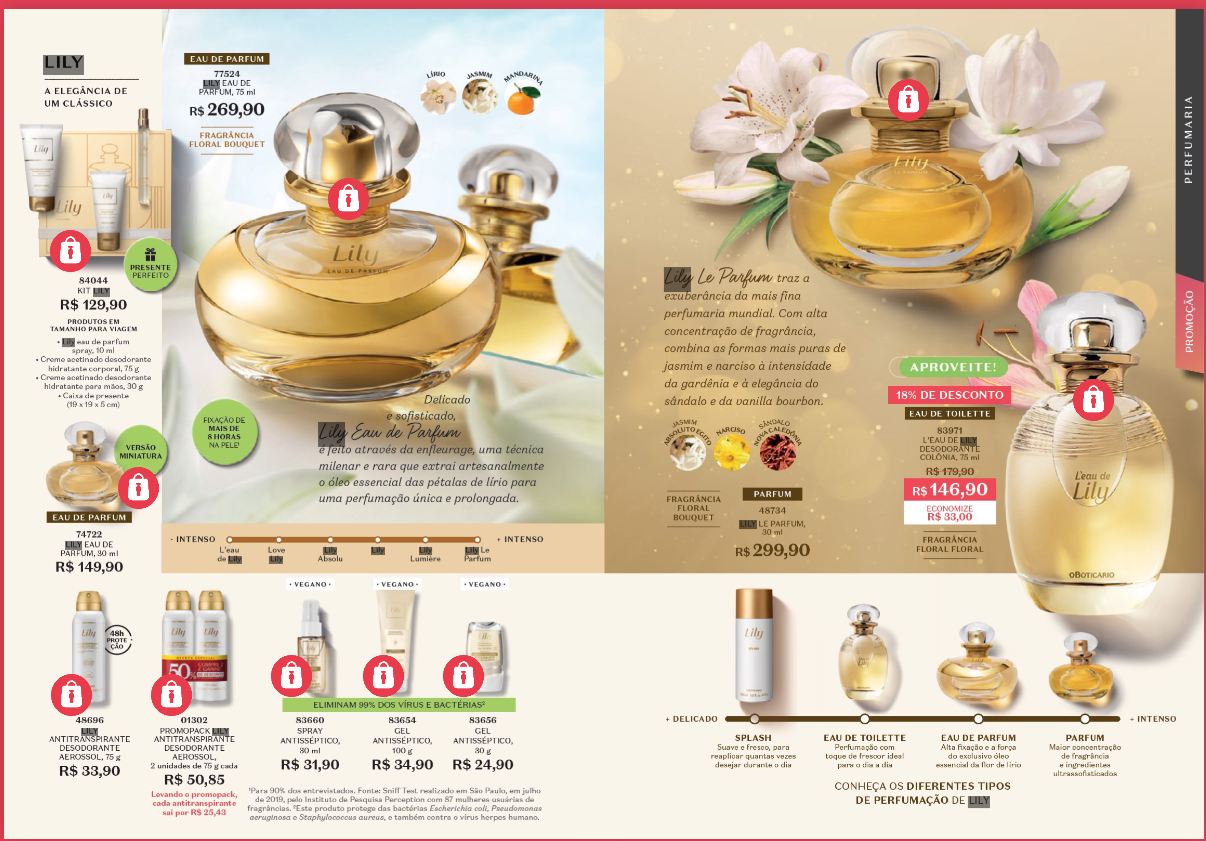 LILY
A ELEGÂNCIA DE
UM CLÁSSICO
PRESENTE
PERFEITO
84044
KIT LILY
R$ 129,90
PRODUTOS EM
TAMANHO PARA VIAGEM
• Lily eau de parfum
spray, 10 ml
• Creme acetinado desodorante
hidratante corporal, 75 g
• Creme acetinado desodorante
hidratante para mãos, 30 g
• Caixa de presente
(19 x 19 x 5 cm)
VERSÃO
MINIATURA
EAU DE PARFUM
74722
LILY EAU DE
PARFUM, 30 ml
R$ 149,90
EAU DE PARFUM
77524
LILY EAU DE
PARFUM, 75 ml
R$ 269,90
FRAGRÂNCIA
FLORAL BOUQUET
LÍRIO
JASMIM
MANDARINA
Lily
EAU DE PARFUM
FIXAÇÃO DE
MAIS DE
8 HORAS
NA PELE¹
Delicado
e sofisticado,
Lily Eau de Parfum
é feito através da enfleurage, uma técnica
milenar e rara que extrai artesanalmente
o óleo essencial das pétalas de lírio para
uma perfumação única e prolongada.
- INTENSO
L'eau
de Lily
Love
Lily
Lily
Absolu
Lily
Lily
Lumière
Lily Le
Parfum
+ INTENSO
48h
PROTE
ÇÃO
48696
LILY
ANTITRANSPIRANTE
DESODORANTE
AEROSSOL, 75 g
R$ 33,90
50%
01302
PROMOPACK LILY
ANTITRANSPIRANTE
DESODORANTE
AEROSSOL,
2 unidades de 75 g cada
R$ 50,85
Levando o promopack,
cada antitranspirante
sai por R$ 25,43
• VEGANO •
• VEGANO •
• VEGANO •
ELIMINAM 99% DOS VÍRUS E BACTÉRIAS²
83660
SPRAY
ANTISSÉPTICO,
30 ml
R$ 31,90
83654
GEL
ANTISSÉPTICO,
100 g
R$ 34,90
83656
GEL
ANTISSÉPTICO,
30 g
R$ 24,90
¹Para 90% dos entrevistados. Fonte: Sniff Test realizado em São Paulo, em julho
de 2019, pelo Instituto de Pesquisa Perception com 87 mulheres usuárias de
fragrâncias. ²Este produto protege das bactérias Escherichia coli, Pseudomonas
aeruginosa e Staphylococcus aureus, e também contra o vírus herpes humano.
Lily
Lily Le Parfum traz a
exuberância da mais fina
perfumaria mundial. Com alta
concentração de fragrância,
combina as formas mais puras de
jasmim e narciso à intensidade
da gardênia e à elegância do
sândalo e da vanilla bourbon.
JASMIM
ABSOLUTO EGITO
NARCISO
SÂNDALO
NOVA CALEDÔNIA
FRAGRÂNCIA
FLORAL
BOUQUET
PARFUM
48734
LILY LE PARFUM,
30 ml
R$ 299,90
APROVEITE!
18% DE DESCONTO
EAU DE TOILETTE
83971
L'EAU DE LILY
DESODORANTE
COLÔNIA, 75 ml
R$ 179,90
R$ 146,90
ECONOMIZE
R$ 33,00
FRAGRÂNCIA
FLORAL FLORAL
L'eau de
Lily
oBOTICÁRIO
PERFUMARIA
PROMOÇÃO
+ DELICADO
+ INTENSO
SPLASH
Suave e fresco, para
reaplicar quantas vezes
desejar durante o dia
EAU DE TOILETTE
Perfumação com
toque de frescor ideal
para o dia a dia
EAU DE PARFUM
Alta fixação e a força
do exclusivo óleo
essencial da flor de lírio
PARFUM
Maior concentração
de fragrância
e ingredientes
ultrassofisticados
CONHEÇA OS DIFERENTES TIPOS
DE PERFUMAÇÃO DE LILY